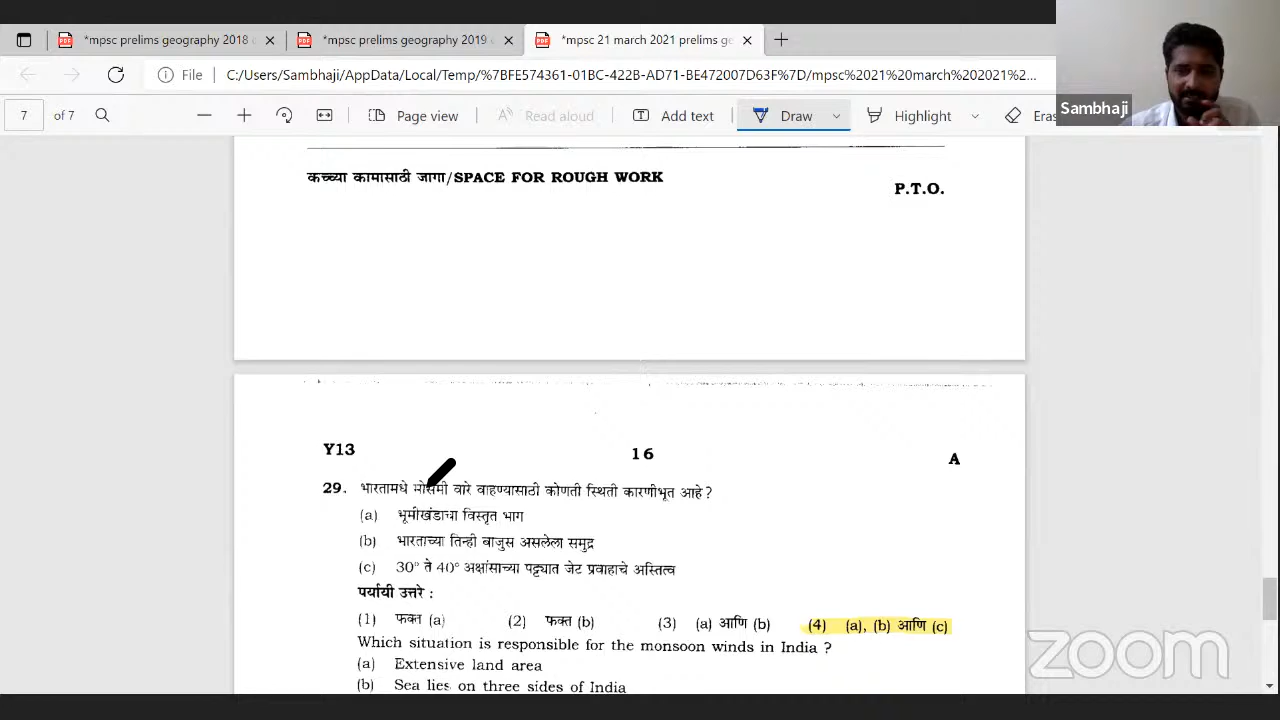 *mpsc prelims geography 2018
*mpsc prelims geography 2019
*mpsc 21 march 2021 prelims ge
File
C:/Users/Sambhaji/AppData/Local/Temp/%7BFE574361-01BC-422B-AD71-BE472007D63F%7D/mpsc%2021%20march%202021%2...
7 of 7
Page view
Read aloud
Add text
Draw
Highlight
Eras
Sambhaji
कच्च्या कामासाठी जागा/SPACE FOR ROUGH WORK
P.T.O.
Y13 16 A
29. भारतामधे मोसमी वारे वाहण्यासाठी कोणती स्थिती कारणीभूत आहे?
(a) भूमीखंडाचा विस्तृत भाग
(b) भारताच्या तिन्ही बाजुस असलेला समुद्र
(c) 30° ते 40° अक्षांसाच्या पट्ट्यात जेट प्रवाहाचे अस्तित्व
पर्यायी उत्तरे :
(1) फक्त (a) (2) फक्त (b) (3) (a) आणि (b) (4) (a), (b) आणि (c)
Which situation is responsible for the monsoon winds in India ?
(a) Extensive land area
(b) Sea lies on three sides of India
zoom